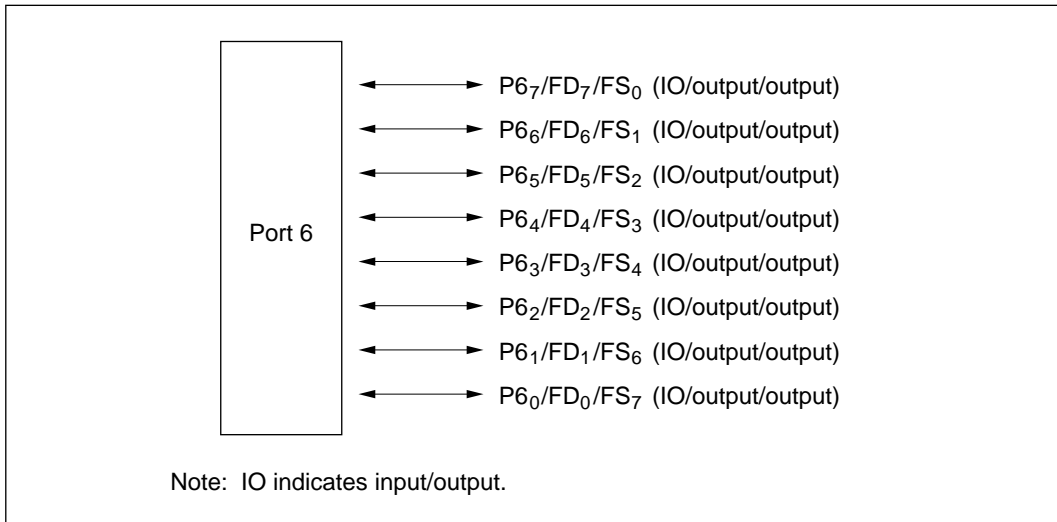 P6₇/FD₇/FS₀ (IO/output/output)
P6₆/FD₆/FS₁ (IO/output/output)
P6₅/FD₅/FS₂ (IO/output/output)
P6₄/FD₄/FS₃ (IO/output/output)
Port 6
P6₃/FD₃/FS₄ (IO/output/output)
P6₂/FD₂/FS₅ (IO/output/output)
P6₁/FD₁/FS₆ (IO/output/output)
P6₀/FD₀/FS₇ (IO/output/output)
Note: IO indicates input/output.